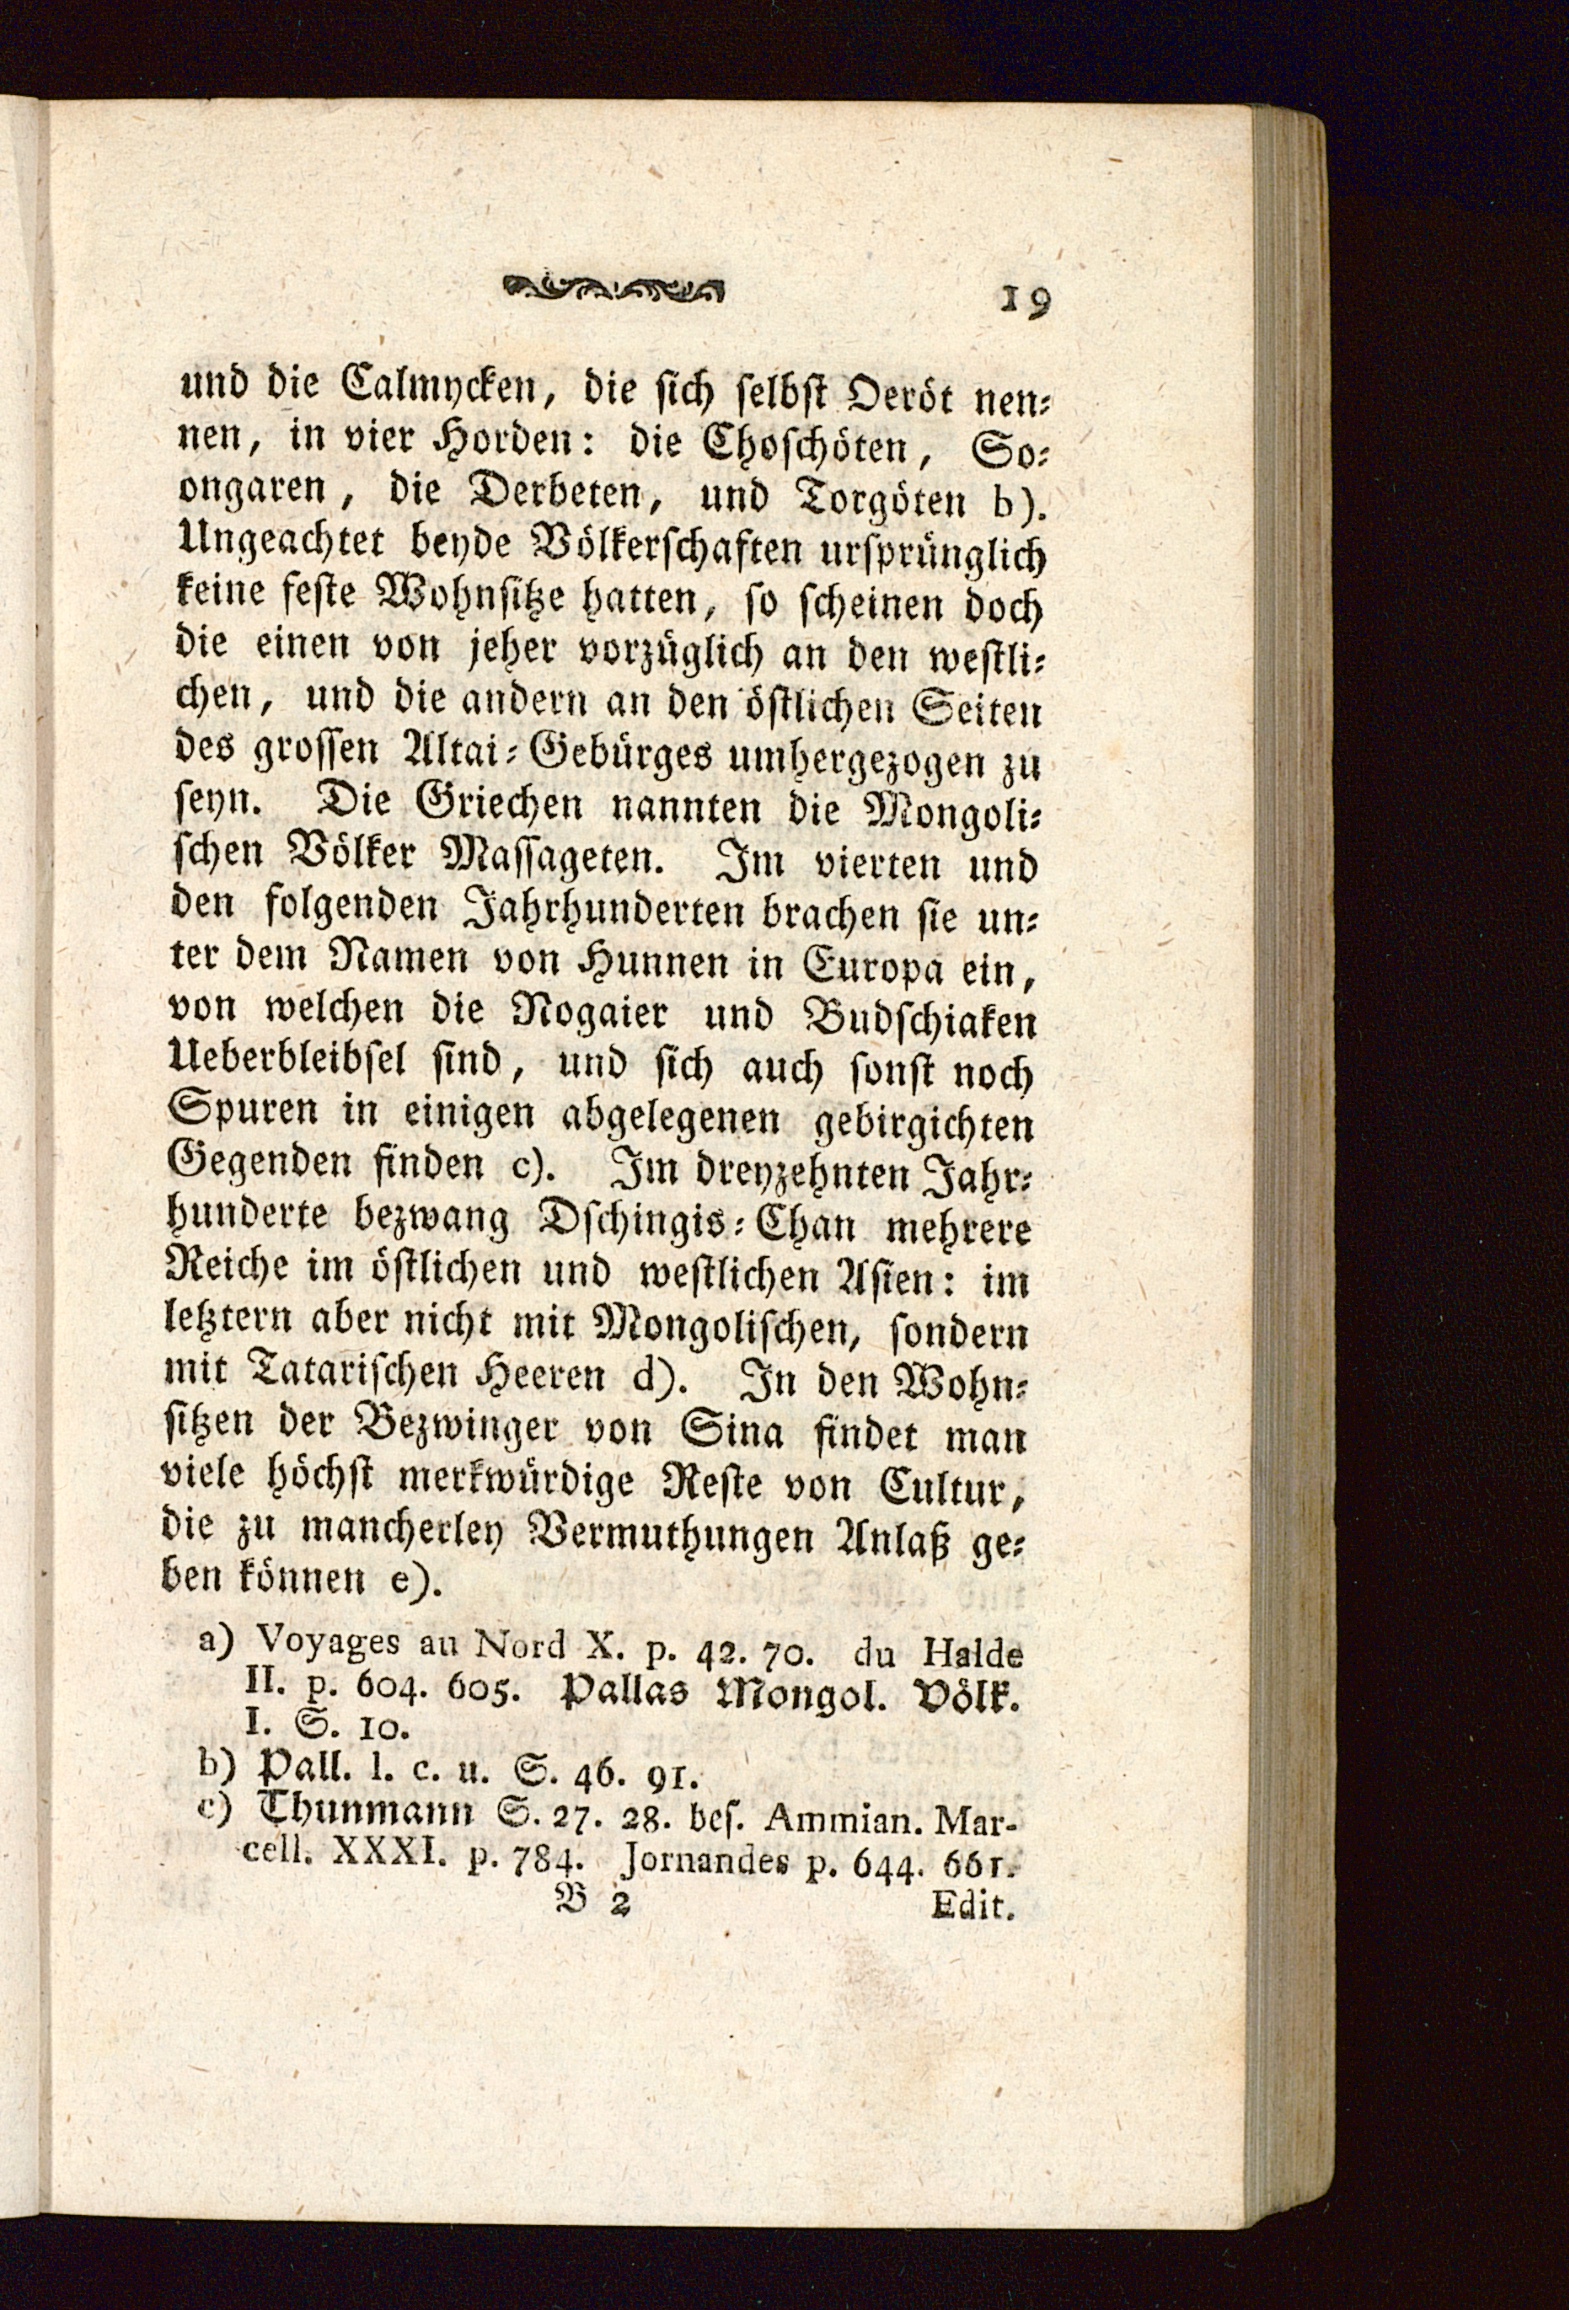 19
und die Calmycken, die sich selbst Oeröt nen⸗
nen, in vier Horden: die Choschöten, So⸗
ongaren, die Derbeten, und Torgöten b).
Ungeachtet beyde Völkerschaften ursprünglich
keine feste Wohnsitze hatten, so scheinen doch
die einen von jeher vorzüglich an den westli⸗
chen, und die andern an den östlichen Seiten
des grossen Altai⸗Gebürges umhergezogen zu
seyn. Die Griechen nannten die Mongoli⸗
schen Völker Massageten. Im vierten und
den folgenden Jahrhunderten brachen sie un⸗
ter dem Namen von Hunnen in Europa ein,
von welchen die Nogaier und Budschiaken
Ueberbleibsel sind, und sich auch sonst noch
Spuren in einigen abgelegenen gebirgichten
Gegenden finden c). Im dreyzehnten Jahr⸗
hunderte bezwang Dschingis⸗Chan mehrere
Reiche im östlichen und westlichen Asien: im
letztern aber nicht mit Mongolischen, sondern
mit Tatarischen Heeren d). In den Wohn⸗
sitzen der Bezwinger von Sina findet man
viele höchst merkwürdige Reste von Cultur,
die zu mancherley Vermuthungen Anlaß ge⸗
ben können e).
a) Voyages au Nord X. p. 42. 70. du Halde
II. p. 604. 605. Pallas Mongol. Völk.
I. S. 10.
b) Pall. l. c. u. S. 46. 91.
c) Thunmann S. 27. 28. bes. Ammian. Mar-
cell. XXXI. p. 784. Jornandes p. 644. 661.
B 2 Edit.